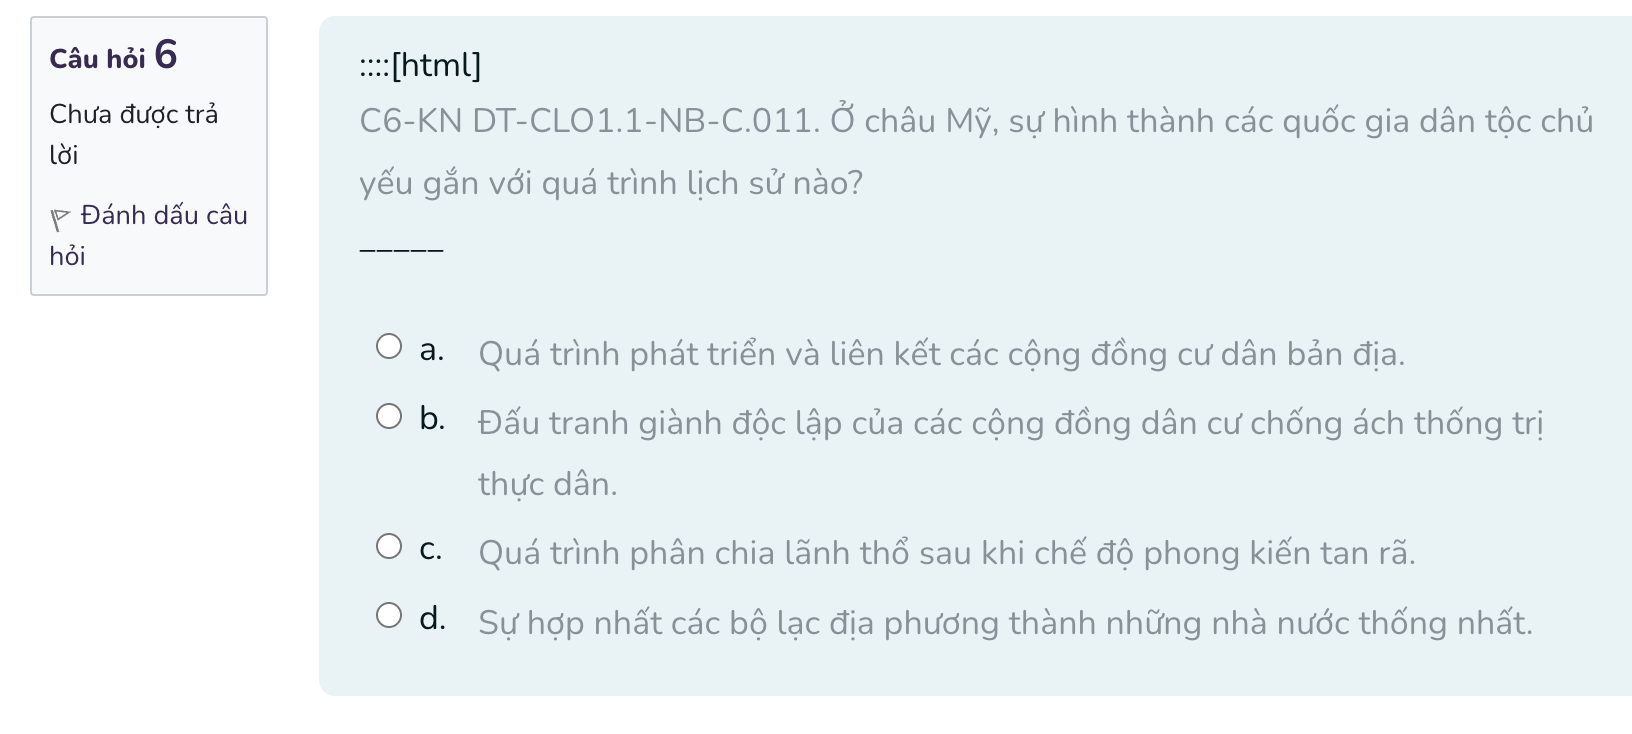 Câu hỏi 6
Chưa được trả
lời
Đánh dấu câu
hỏi
::::[html]
C6-KN DT-CLO1.1-NB-C.011. Ở châu Mỹ, sự hình thành các quốc gia dân tộc chủ
yếu gắn với quá trình lịch sử nào?
_____
a. Quá trình phát triển và liên kết các cộng đồng cư dân bản địa.
b. Đấu tranh giành độc lập của các cộng đồng dân cư chống ách thống trị
thực dân.
c. Quá trình phân chia lãnh thổ sau khi chế độ phong kiến tan rã.
d. Sự hợp nhất các bộ lạc địa phương thành những nhà nước thống nhất.